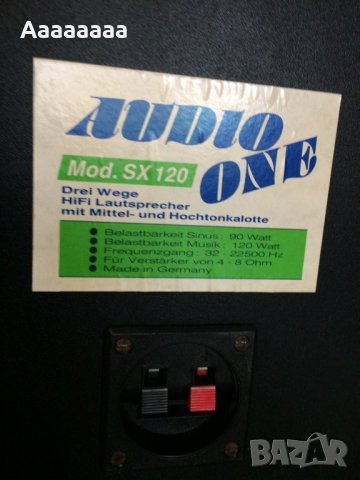 Aaaaaaaa
AUDIO
ONE
Mod. SX 120
Drei Wege
HiFi Lautsprecher
mit Mittel- und Hochtonkalotte
• Belastbarkeit Sinus: 90 Watt
• Belastbarkeit Musik: 120 Watt
• Frequenzgang: 32 - 22500 Hz
• Für Verstärker von 4 - 8 Ohm
• Made in Germany
BAZAR